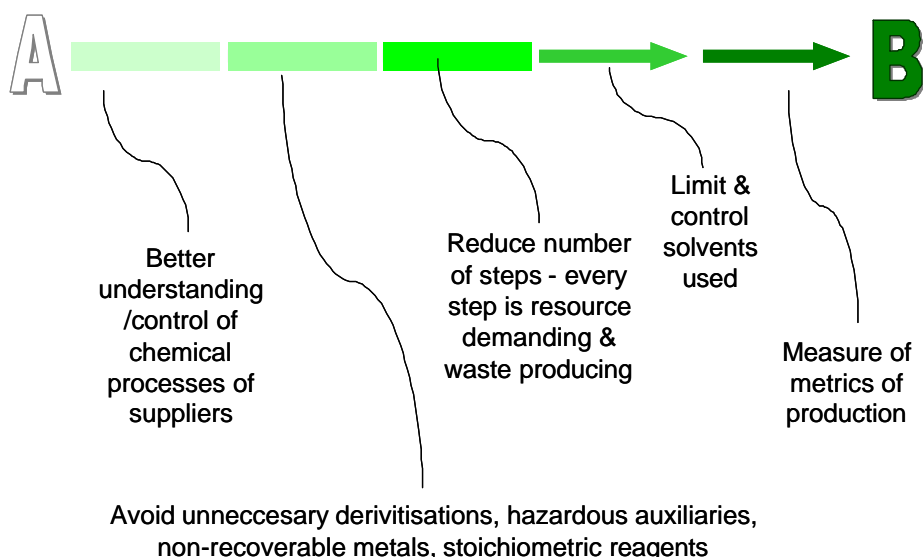 A
B
Better
understanding
/control of
chemical
processes of
suppliers
Avoid unneccesary derivitisations, hazardous auxiliaries,
non-recoverable metals, stoichiometric reagents
Reduce number
of steps - every
step is resource
demanding &
waste producing
Limit &
control
solvents
used
Measure of
metrics of
production